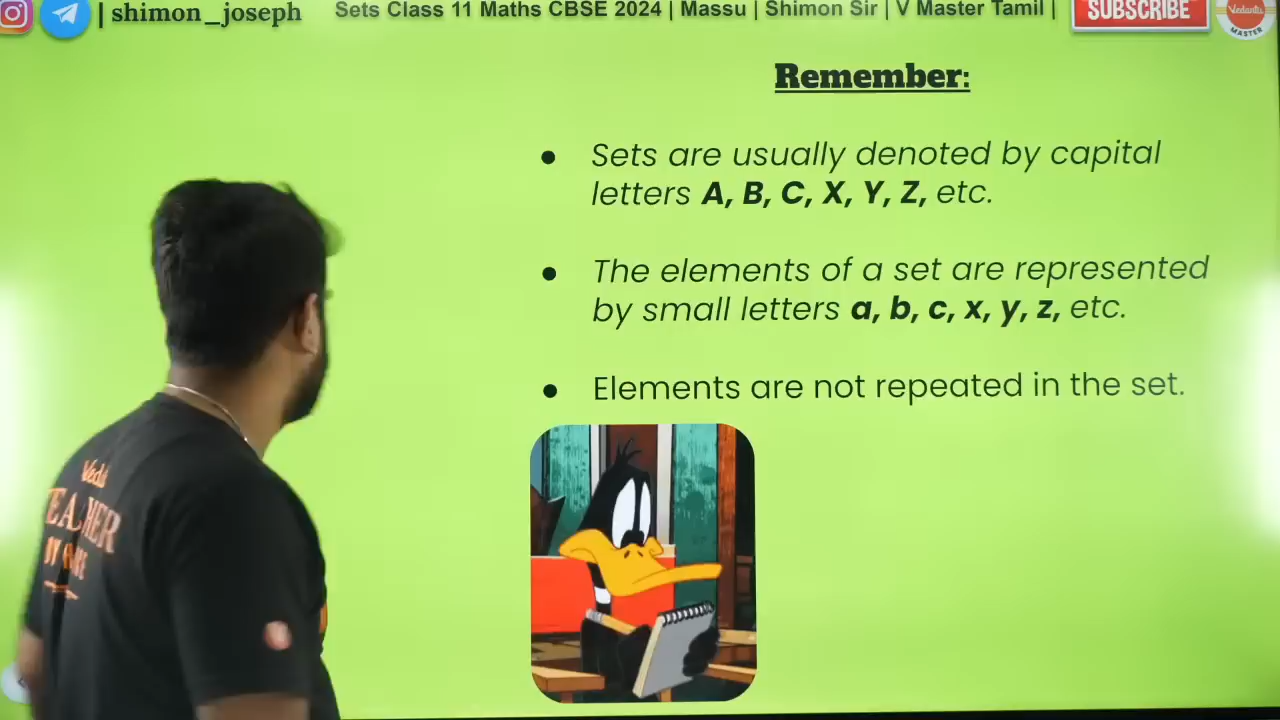 | shimon_joseph
Sets Class 11 Maths CBSE 2024 | Massu | Shimon Sir | V Master Tamil |
SUBSCRIBE
Vedantu
MASTER
Remember:
• Sets are usually denoted by capital
letters A, B, C, X, Y, Z, etc.
• The elements of a set are represented
by small letters a, b, c, x, y, z, etc.
• Elements are not repeated in the set.